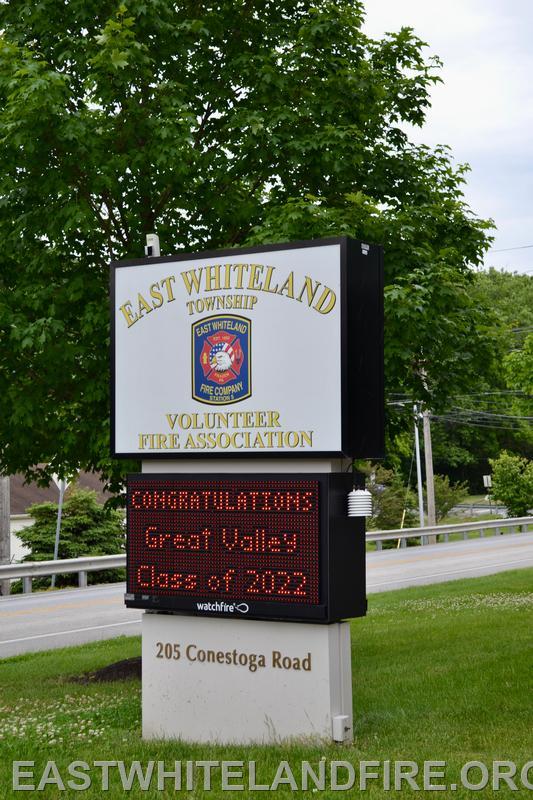 EAST WHITELAND
TOWNSHIP
EAST WHITELAND
FIRE
COMPANY
STATION 5
VOLUNTEER
FIRE ASSOCIATION
CONGRATULATIONS
Great Valley
Class of 2022
watchfire
205 Conestoga Road
EASTWHITELANDFIRE.ORG